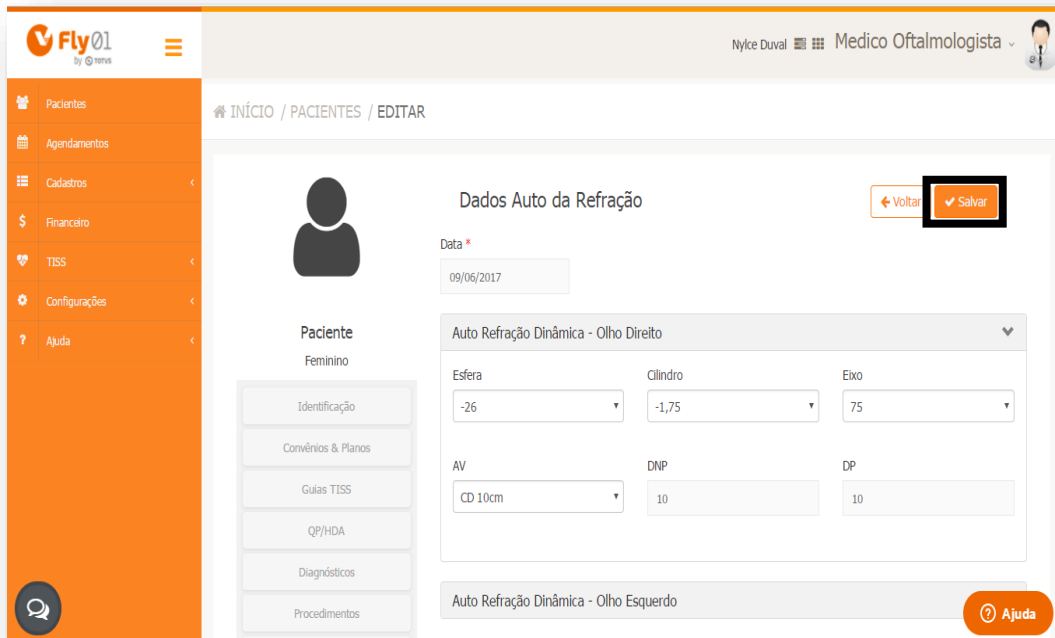 Fly01
by TOTVS
Nylce Duval Medico Oftalmologista
Pacientes
Agendamentos
Cadastros
Financeiro
TISS
Configurações
Ajuda
INÍCIO / PACIENTES / EDITAR
Paciente
Feminino
Identificação
Convênios & Planos
Guias TISS
QP/HDA
Diagnósticos
Procedimentos
Dados Auto da Refração
Voltar
Salvar
Data *
09/06/2017
Auto Refração Dinâmica - Olho Direito
Esfera Cilindro Eixo
-26 -1,75 75
AV DNP DP
CD 10cm 10 10
Auto Refração Dinâmica - Olho Esquerdo
Ajuda